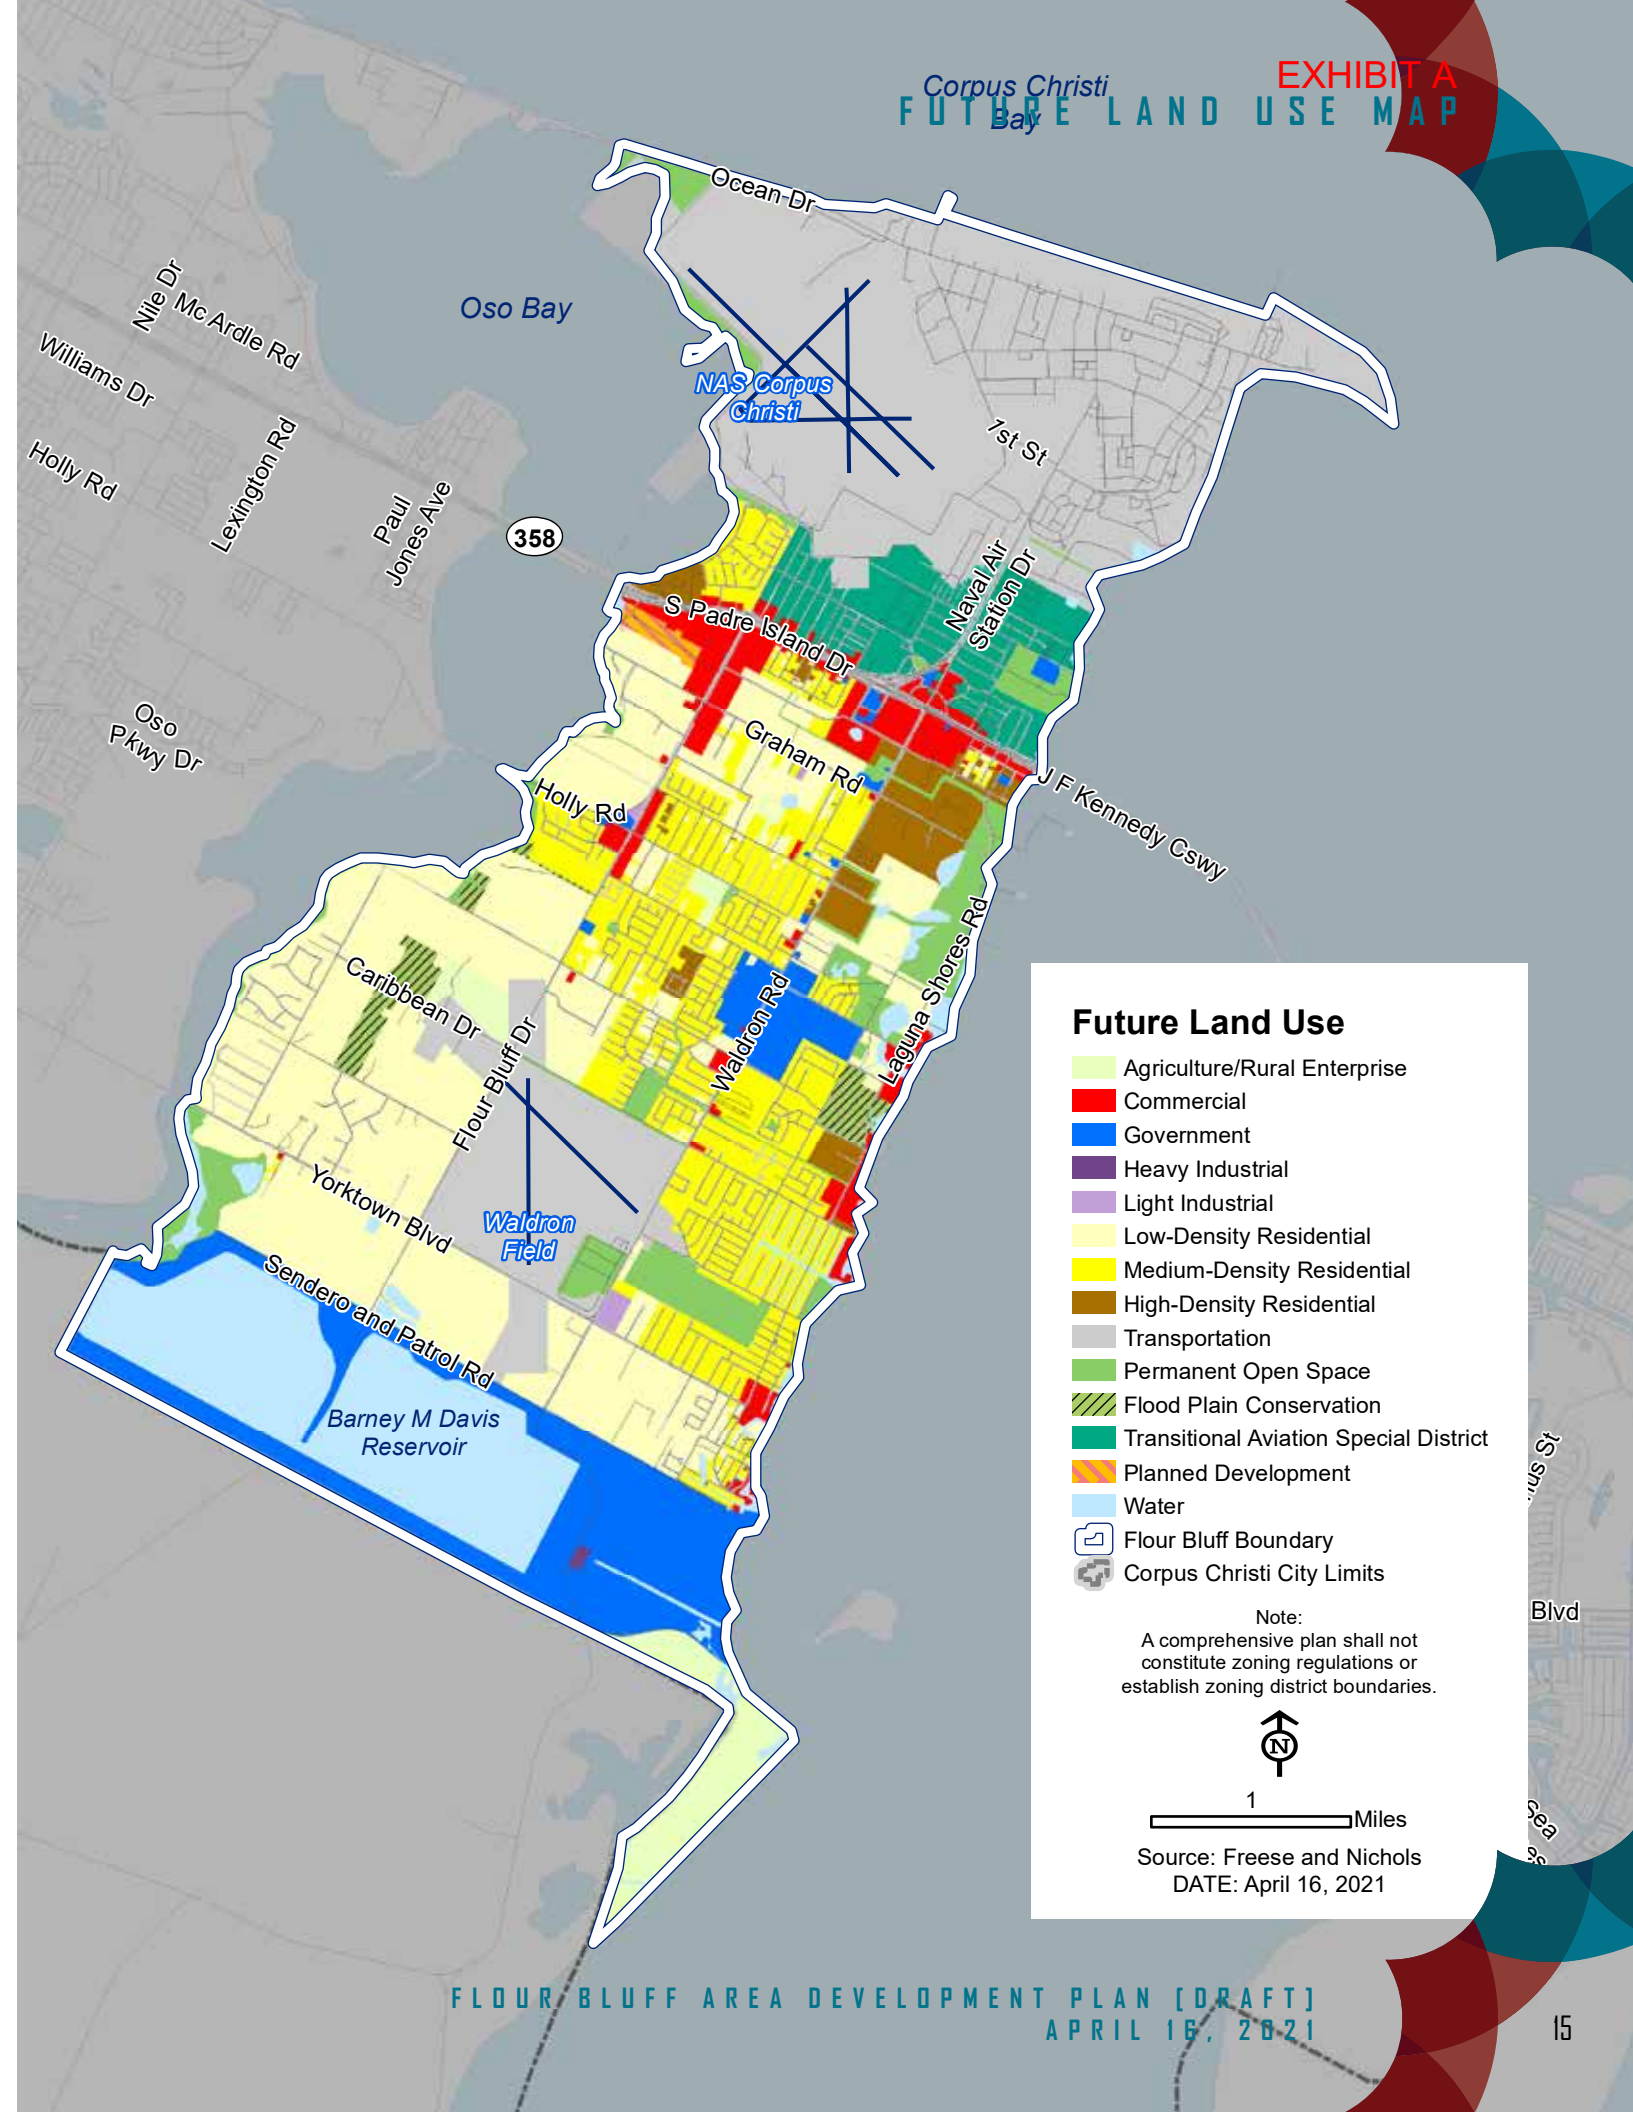 EXHIBIT A
FUTURE LAND USE MAP
Corpus Christi
Bay
Ocean Dr
Oso Bay
Nile Dr
Mc Ardle Rd
Williams Dr
Holly Rd
Lexington Rd
Paul
Jones Ave
358
NAS Corpus
Christi
1st St
Naval Air
Station Dr
S Padre Island Dr
Oso
Pkwy Dr
Graham Rd
Holly Rd
J F Kennedy Cswy
Laguna Shores Rd
Caribbean Dr
Flour Bluff Dr
Waldron Rd
Yorktown Blvd
Waldron
Field
Sendero and Patrol Rd
Barney M Davis
Reservoir
Future Land Use
Agriculture/Rural Enterprise
Commercial
Government
Heavy Industrial
Light Industrial
Low-Density Residential
Medium-Density Residential
High-Density Residential
Transportation
Permanent Open Space
Flood Plain Conservation
Transitional Aviation Special District
Planned Development
Water
Flour Bluff Boundary
Corpus Christi City Limits
Note:
A comprehensive plan shall not
constitute zoning regulations or
establish zoning district boundaries.
N
1
Miles
Source: Freese and Nichols
DATE: April 16, 2021
St
Blvd
Sea
FLOUR BLUFF AREA DEVELOPMENT PLAN (DRAFT)
APRIL 16, 2021
15